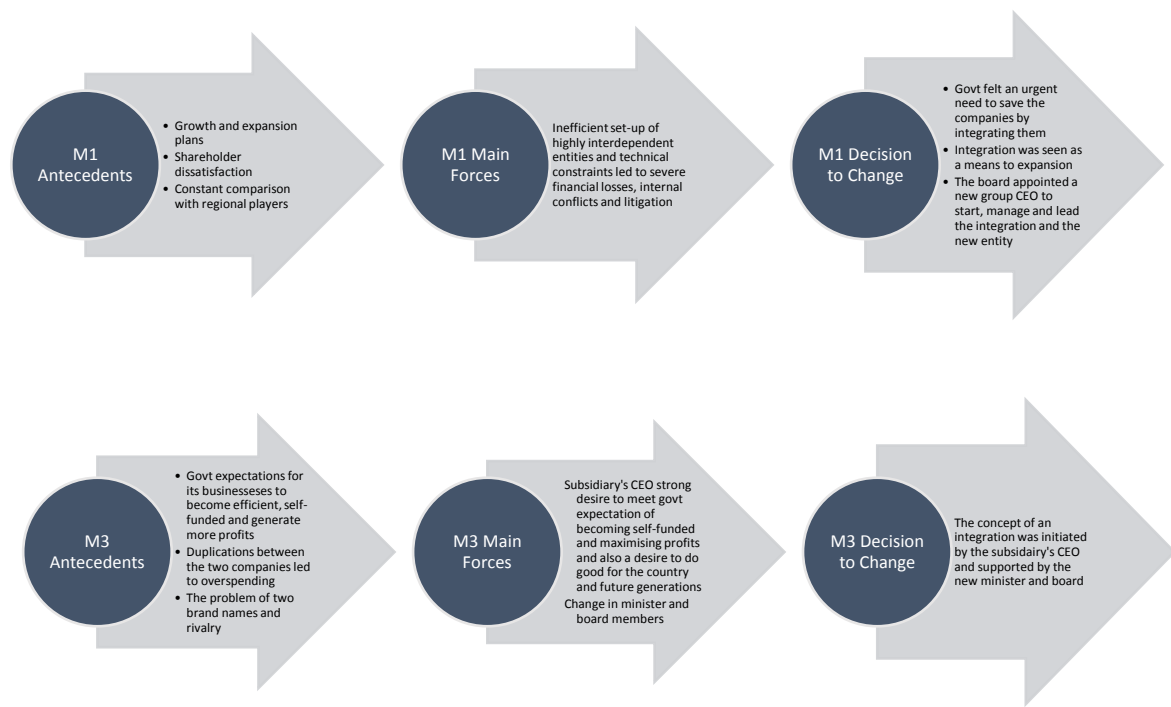 M1
Antecedents
• Growth and expansion
plans
• Shareholder
dissatisfaction
• Constant comparison
with regional players
M1 Main
Forces
Inefficient set-up of
highly interdependent
entities and technical
constraints led to severe
financial losses, internal
conflicts and litigation
M1 Decision
to Change
• Govt felt an urgent
need to save the
companies by
integrating them
• Integration was seen as
a means to expansion
• The board appointed a
new group CEO to
start, manage and lead
the integration and the
new entity
M3
Antecedents
• Govt expectations for
its businesseses to
become efficient, self-
funded and generate
more profits
• Duplications between
the two companies led
to overspending
• The problem of two
brand names and
rivalry
M3 Main
Forces
Subsidiary's CEO strong
desire to meet govt
expectation of
becoming self-funded
and maximising profits
and also a desire to do
good for the country
and future generations
Change in minister and
board members
M3 Decision
to Change
The concept of an
integration was initiated
by the subsidairy's CEO
and supported by the
new minister and board